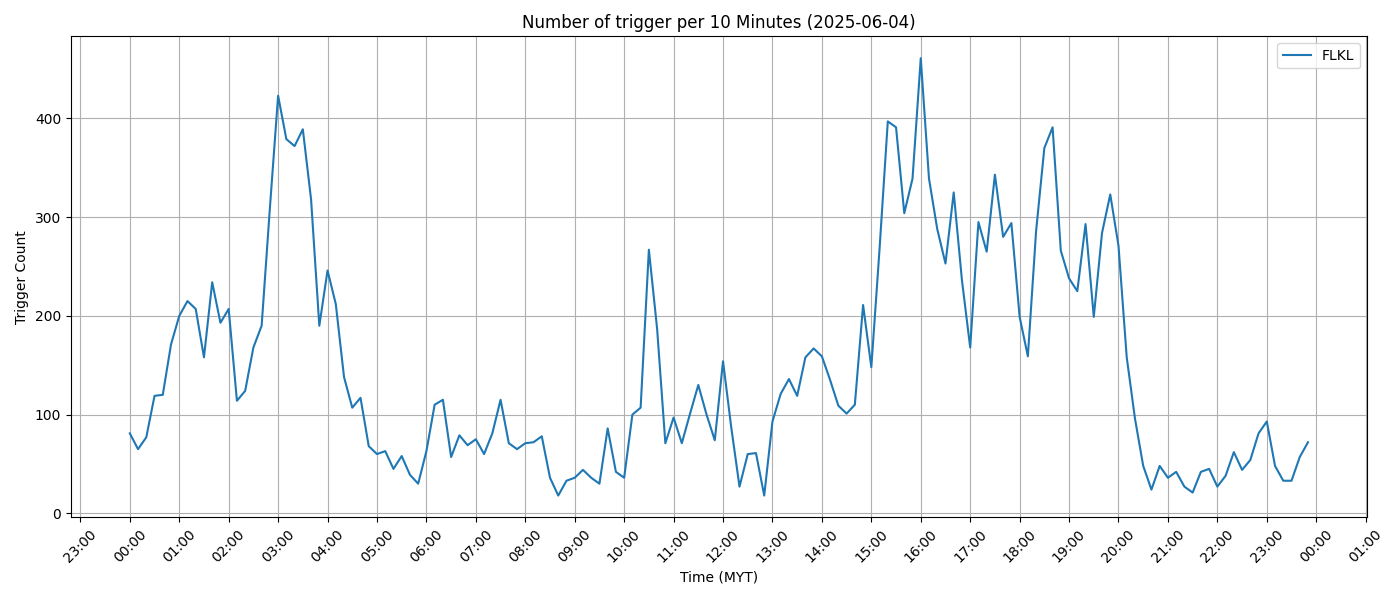 Number of trigger per 10 Minutes (2025-06-04)
FLKL
Trigger Count
400
300
200
100
0
23:00 00:00 01:00 02:00 03:00 04:00 05:00 06:00 07:00 08:00 09:00 10:00 11:00 12:00 13:00 14:00 15:00 16:00 17:00 18:00 19:00 20:00 21:00 22:00 23:00 00:00 01:00
Time (MYT)